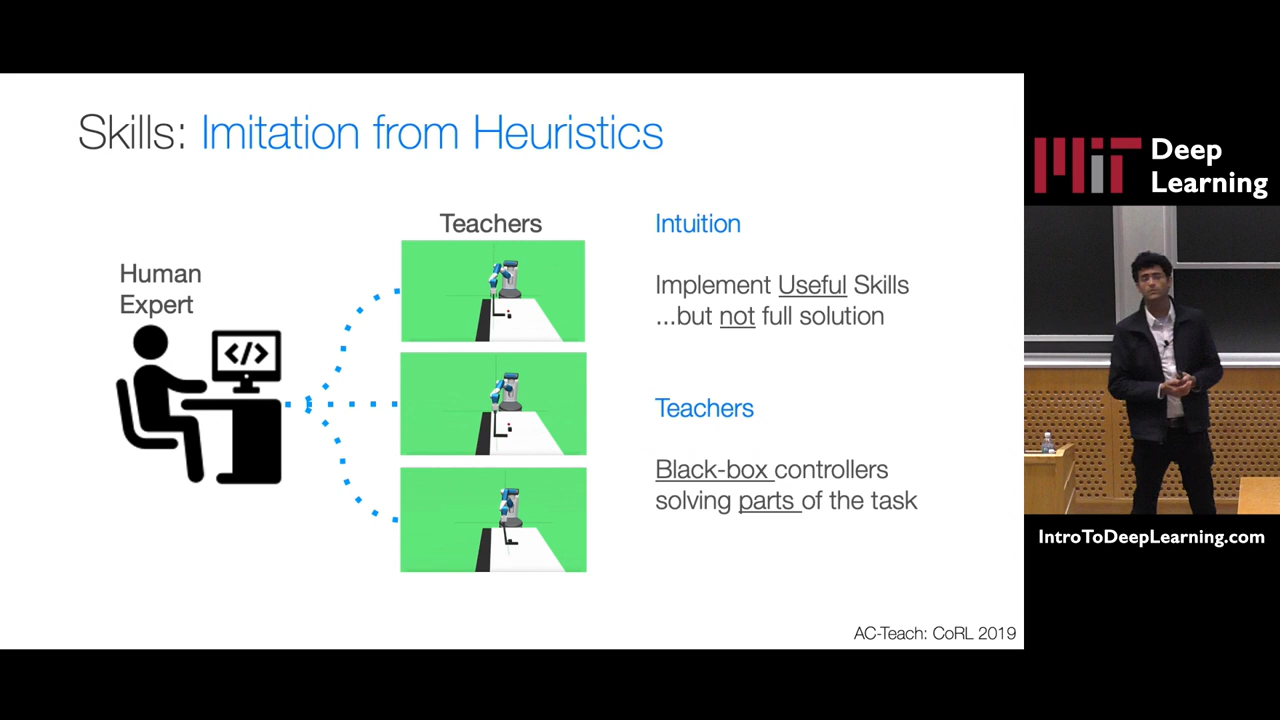 Skills: Imitation from Heuristics
Teachers
Human
Expert
</>
Intuition
Implement Useful Skills
...but not full solution
Teachers
Black-box controllers
solving parts of the task
AC-Teach: CoRL 2019
MIT Deep
Learning
IntroToDeepLearning.com